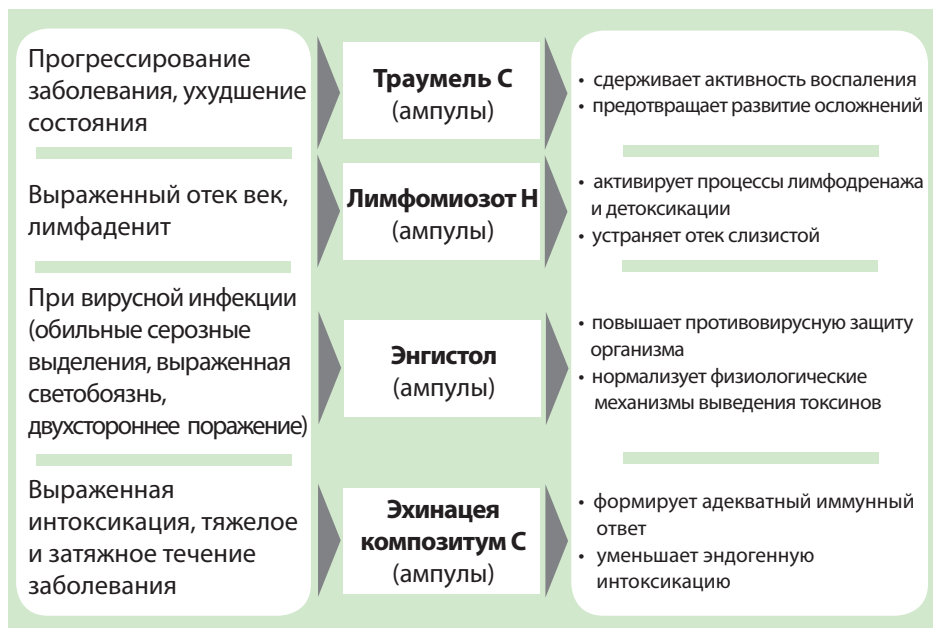 Прогрессирование
заболевания, ухудшение
состояния
Траумель С
(ампулы)
• сдерживает активность воспаления
• предотвращает развитие осложнений
Выраженный отек век,
лимфаденит
Лимфомиозот Н
(ампулы)
• активирует процессы лимфодренажа
и детоксикации
• устраняет отек слизистой
При вирусной инфекции
(обильные серозные
выделения, выраженная
светобоязнь,
двухстороннее поражение)
Энгистол
(ампулы)
• повышает противовирусную защиту
организма
• нормализует физиологические
механизмы выведения токсинов
Выраженная
интоксикация, тяжелое
и затяжное течение
заболевания
Эхинацея
композитум С
(ампулы)
• формирует адекватный иммунный
ответ
• уменьшает эндогенную
интоксикацию